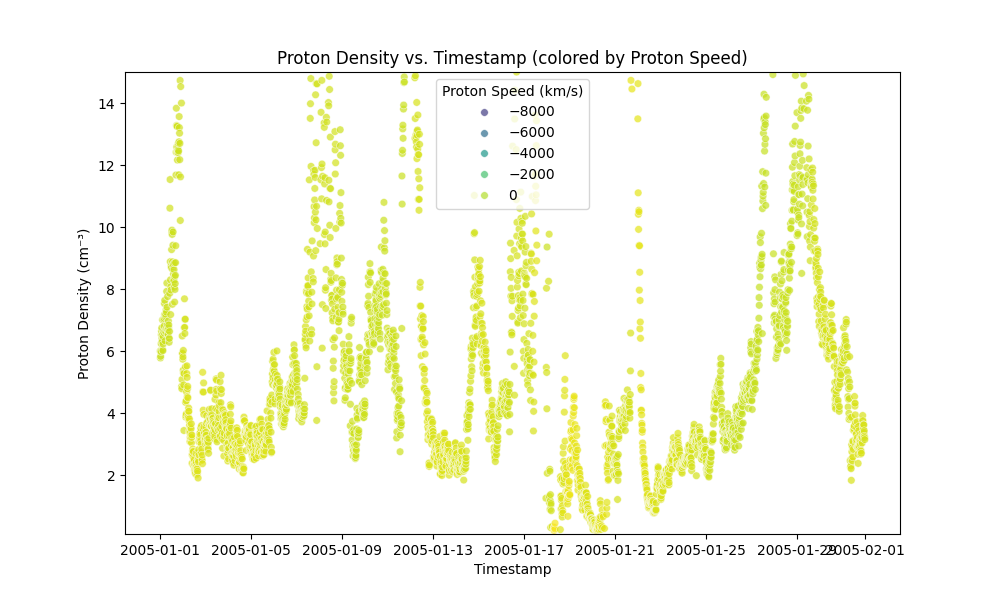 Proton Density vs. Timestamp (colored by Proton Speed)
Proton Speed (km/s)
−8000
−6000
−4000
−2000
0
14
12
10
8
6
4
2
Proton Density (cm⁻³)
2005-01-01 2005-01-05 2005-01-09 2005-01-13 2005-01-17 2005-01-21 2005-01-25 2005-01-29 2005-02-01
Timestamp